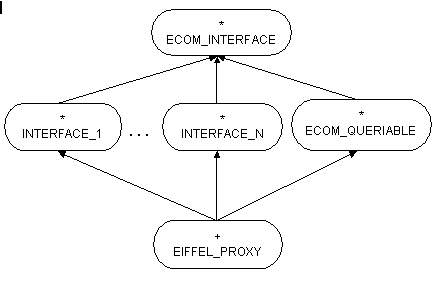 *
ECOM_INTERFACE
*
INTERFACE_1
. . .
*
INTERFACE_N
*
ECOM_QUERIABLE
+
EIFFEL_PROXY